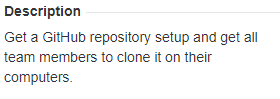 Description
Get a GitHub repository setup and get all
team members to clone it on their
computers.